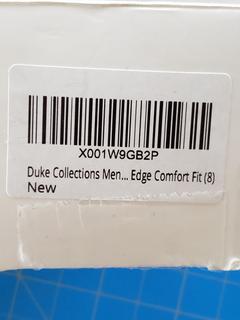 X001W9GB2P
Duke Collections Men... Edge Comfort Fit (8)
New